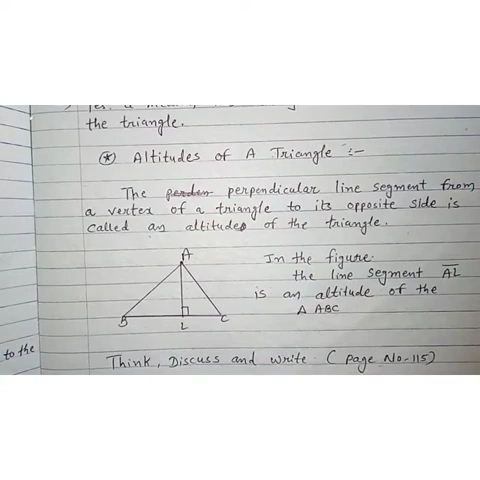 the triangle.
Altitudes of A Triangle :-
The perpendicular line segment from
a vertex of a triangle to its opposite side is
called an altitude of the triangle.
A
B
L
C
In the figure.
the line segment AL
is an altitude of the
Δ ABC
to the
Think, Discuss and write (page No-115)